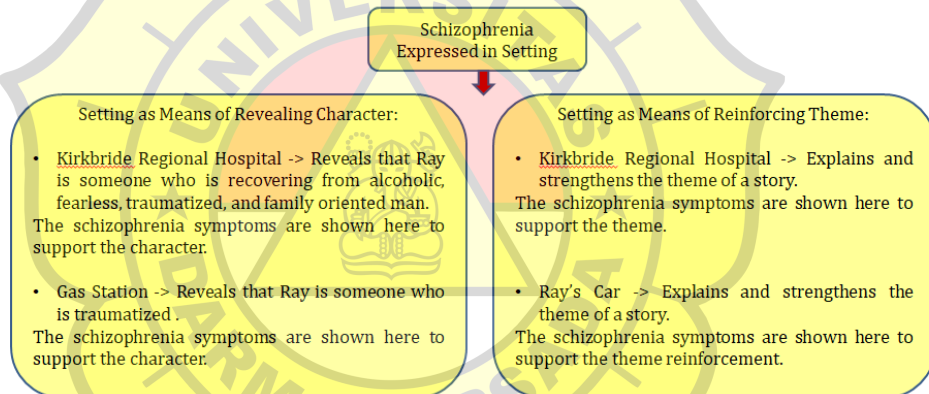 Schizophrenia
Expressed in Setting
Setting as Means of Revealing Character:
• Kirkbride Regional Hospital -> Reveals that Ray
is someone who is recovering from alcoholic,
fearless, traumatized, and family oriented man.
The schizophrenia symptoms are shown here to
support the character.
• Gas Station -> Reveals that Ray is someone who
is traumatized .
The schizophrenia symptoms are shown here to
support the character.
Setting as Means of Reinforcing Theme:
• Kirkbride Regional Hospital -> Explains and
strengthens the theme of a story.
The schizophrenia symptoms are shown here to
support the theme.
• Ray's Car -> Explains and strengthens the
theme of a story.
The schizophrenia symptoms are shown here to
support the theme reinforcement.
UNIVERSITAS
DARMA PERSADA